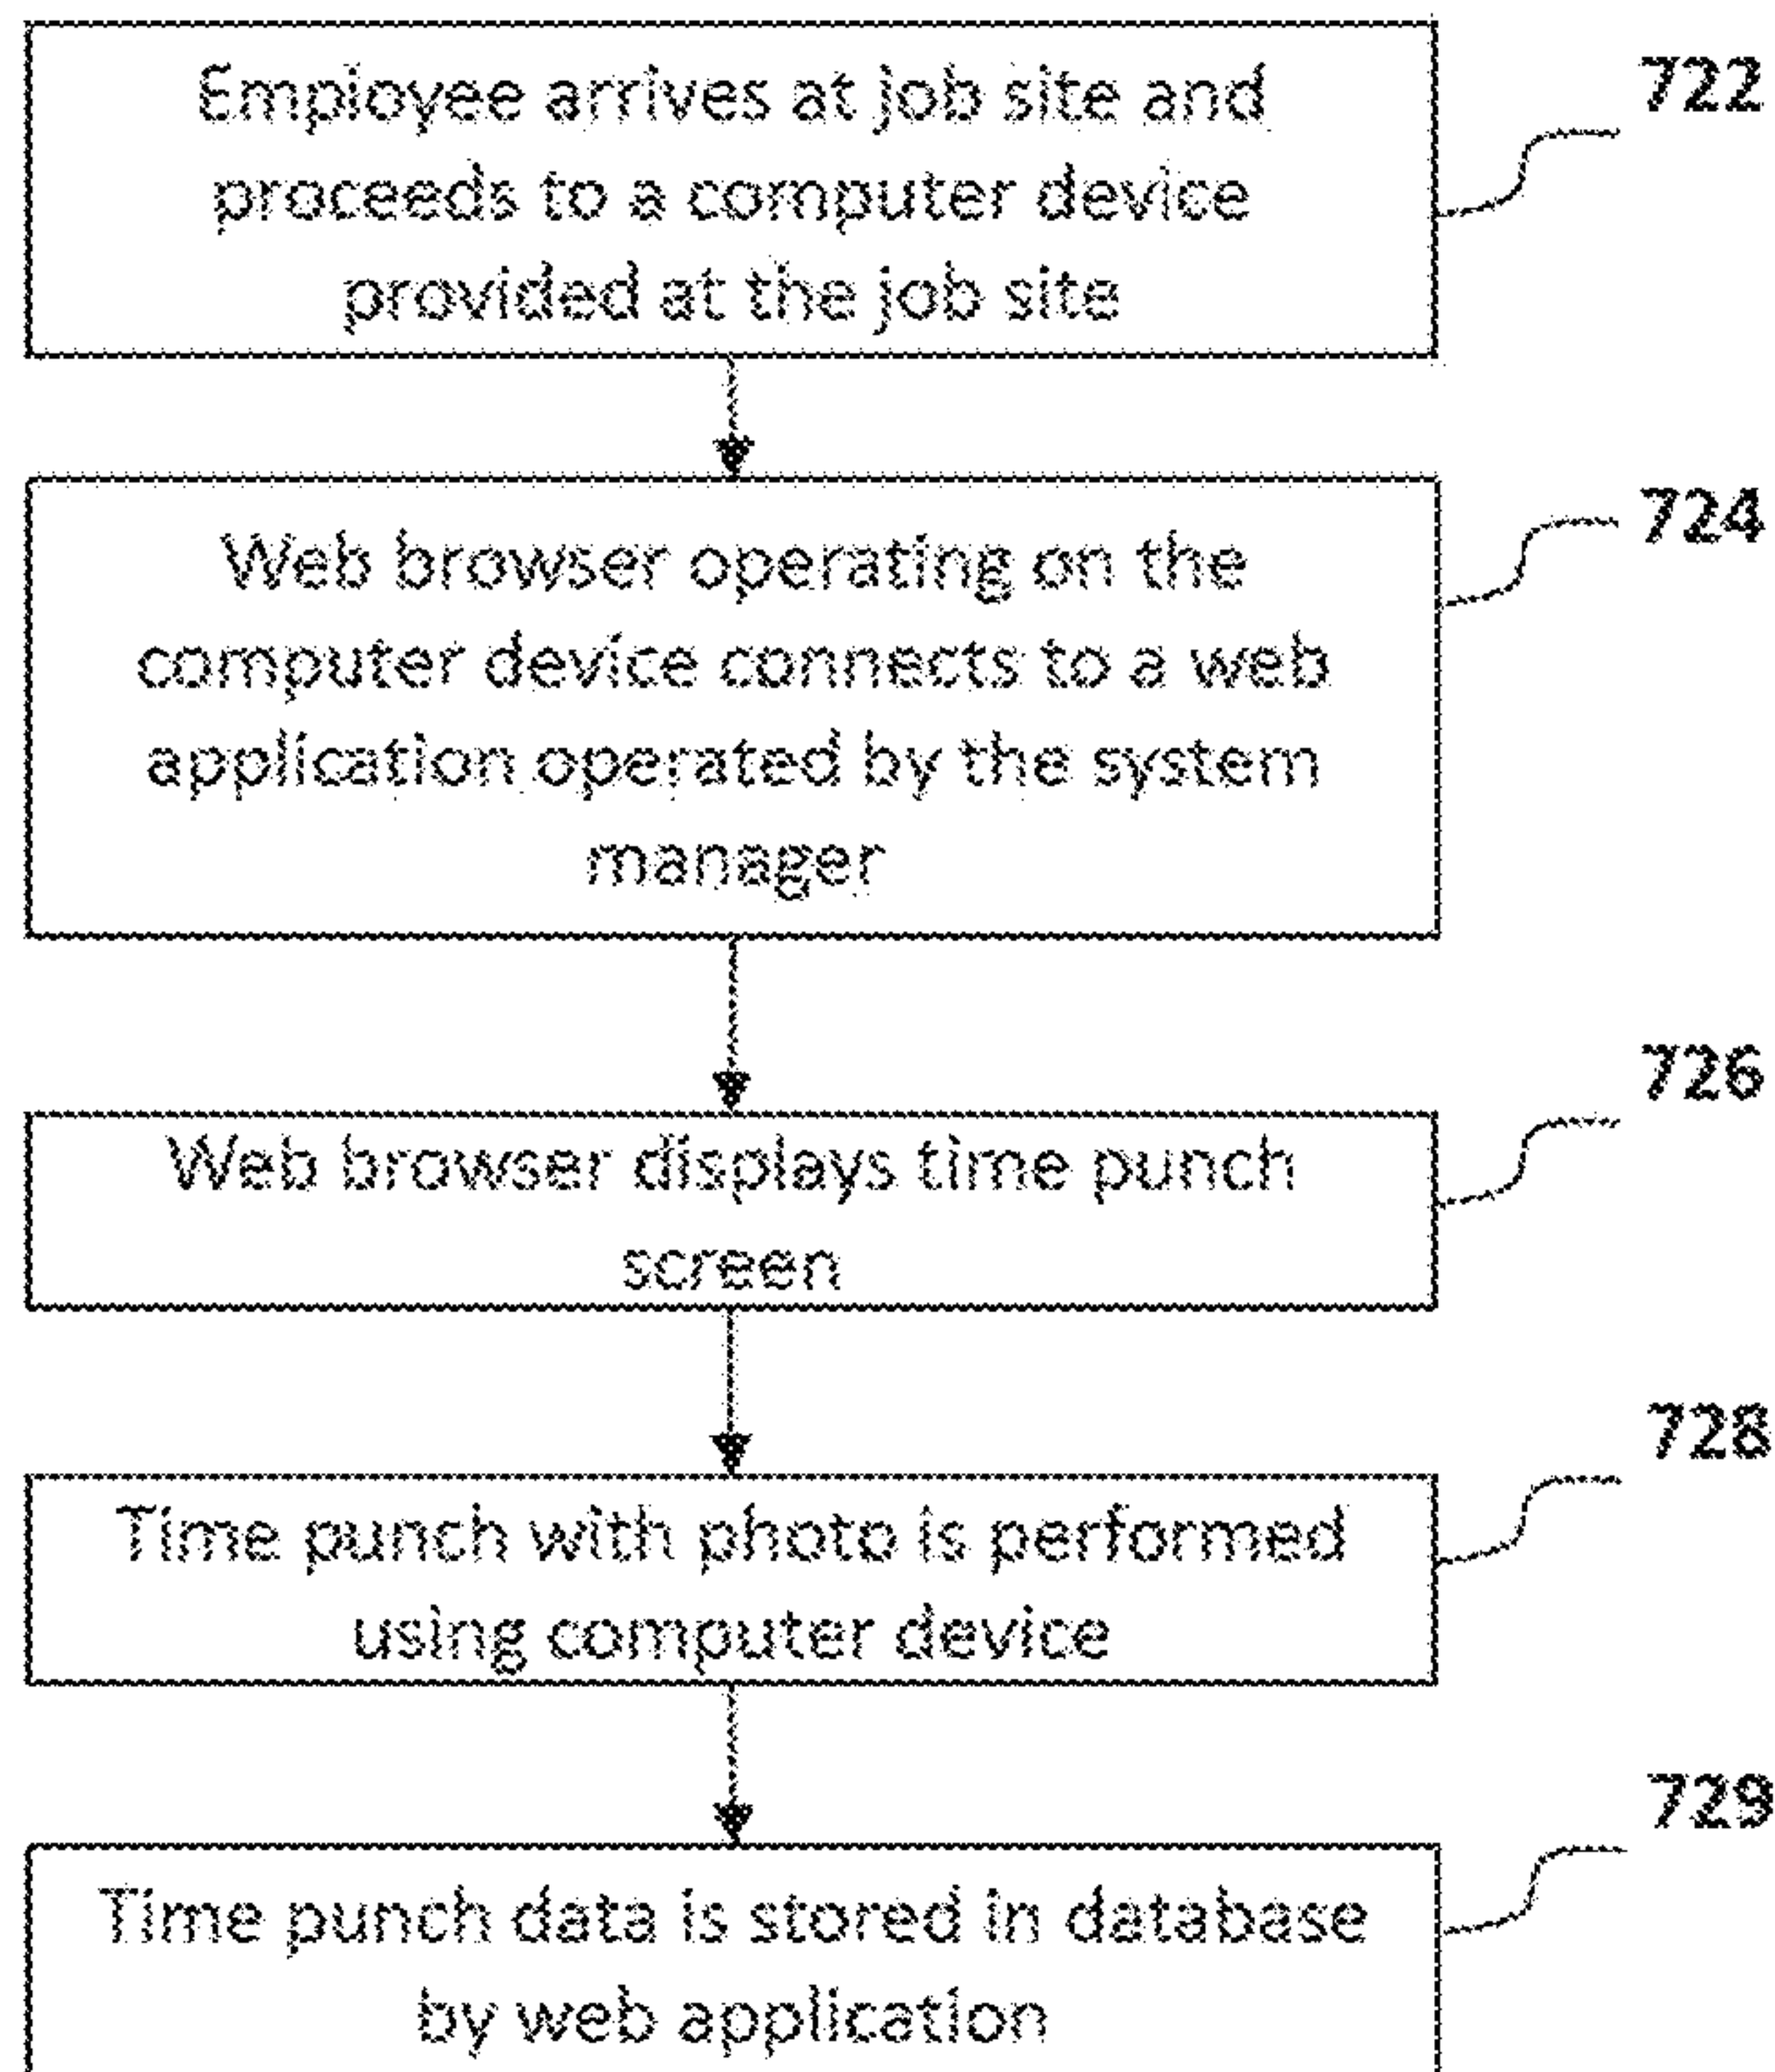 Employee arrives at job site and
proceeds to a computer device
provided at the job site
722
Web browser operating on the
computer device connects to a web
application operated by the system
manager
724
Web browser displays time punch
screen
726
Time punch with photo is performed
using computer device
728
Time punch data is stored in database
by web application
729